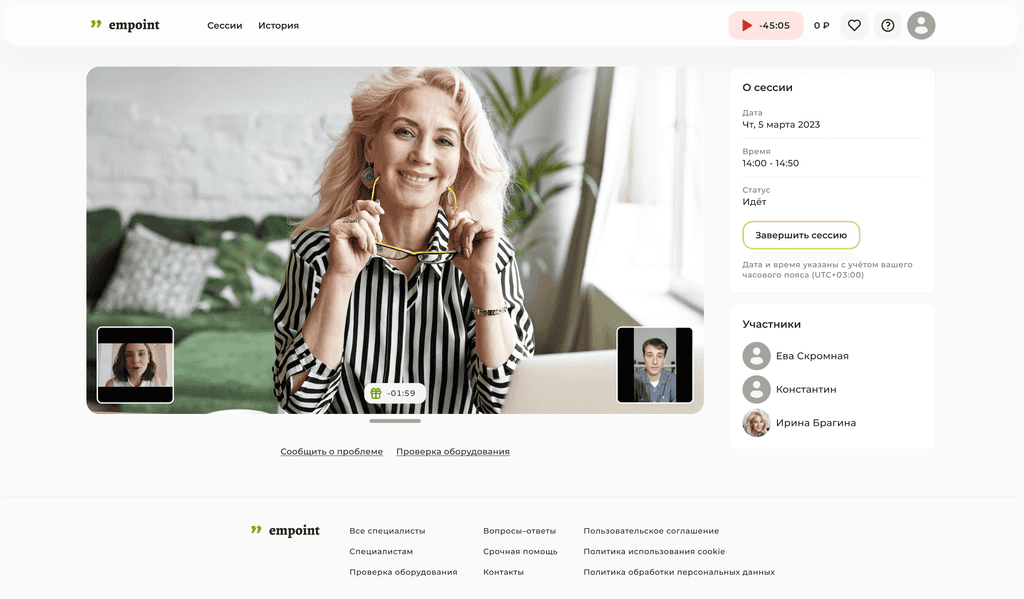 empoint
Сессии
История
-45:05
0 ₽
О сессии
Дата
Чт, 5 марта 2023
Время
14:00 - 14:50
Статус
Идёт
Завершить сессию
Дата и время указаны с учётом вашего
часового пояса (UTC+03:00)
-01:59
Участники
Ева Скромная
Константин
Ирина Брагина
Сообщить о проблеме
Проверка оборудования
empoint
Все специалисты
Специалистам
Проверка оборудования
Вопросы-ответы
Срочная помощь
Контакты
Пользовательское соглашение
Политика использования cookie
Политика обработки персональных данных